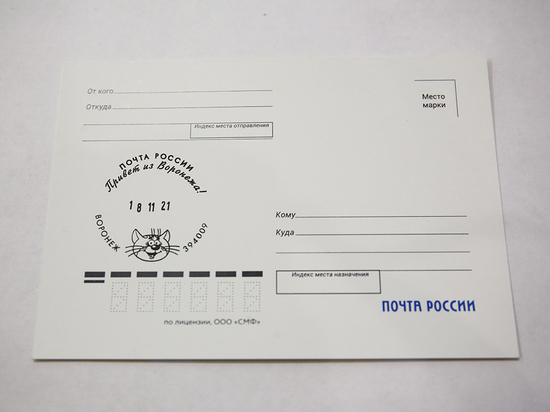 От кого
Откуда
Индекс места отправления
Место
марки
ПОЧТА РОССИИ
Привет из Воронежа!
18 11 21
ВОРОНЕЖ 394009
Кому
Куда
Индекс места назначения
ПОЧТА РОССИИ
по лицензии, ООО «СМФ»